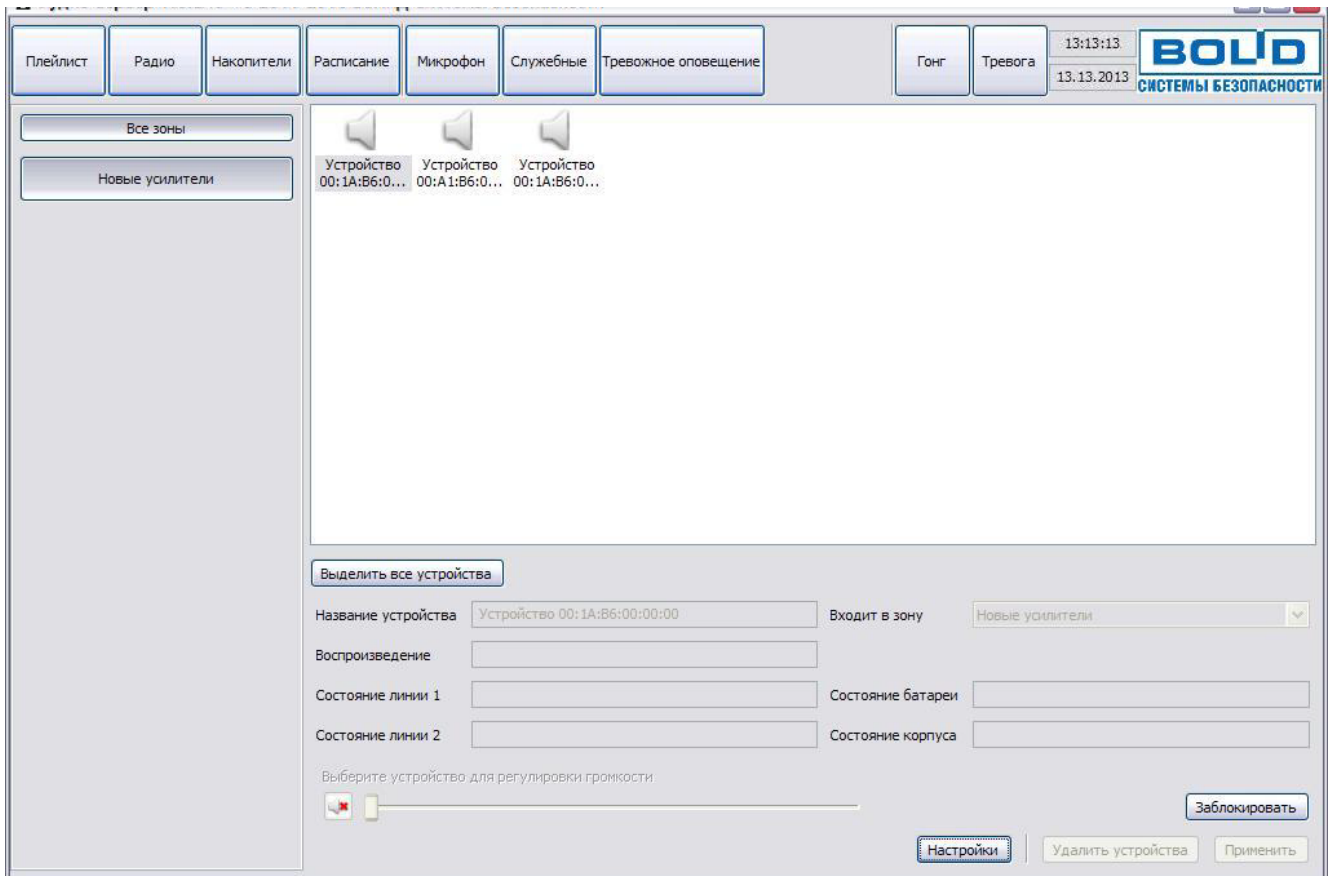 Плейлист
Радио
Накопители
Расписание
Микрофон
Служебные
Тревожное оповещение
Гонг
Тревога
13:13:13
13.13.2013
BOLID
СИСТЕМЫ БЕЗОПАСНОСТИ
Все зоны
Новые усилители
Устройство Устройство Устройство
00:1A:B6:0... 00:A1:B6:0... 00:1A:B6:0...
Выделить все устройства
Название устройства Устройство 00:1A:B6:00:00:00 Входит в зону Новые усилители
Воспроизведение
Состояние линии 1 Состояние батареи
Состояние линии 2 Состояние корпуса
Выберите устройство для регулировки громкости
Заблокировать
Настройки Удалить устройства Применить